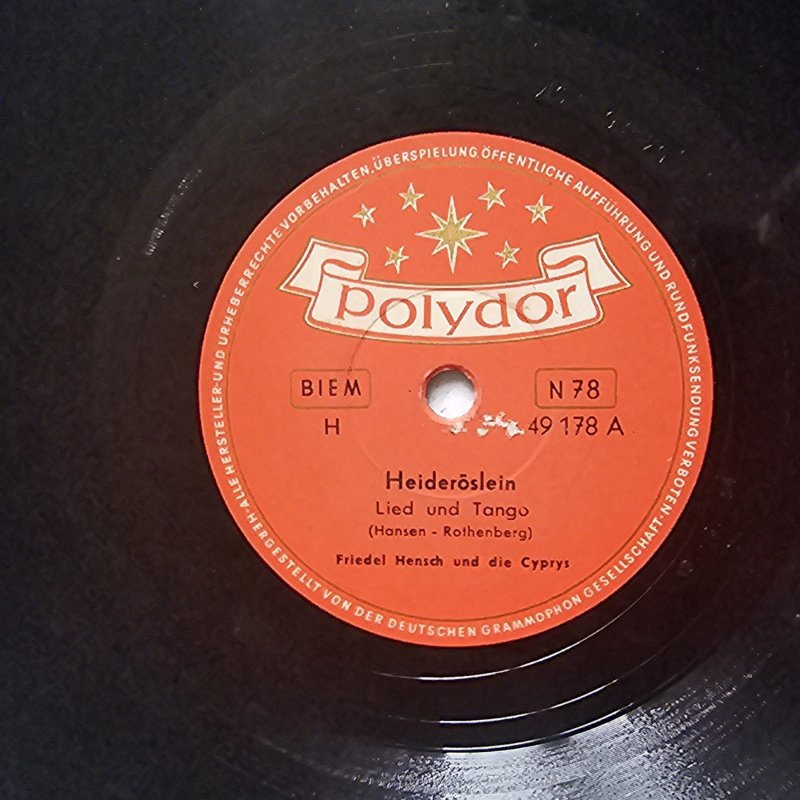 ALLE HERSTELLER-UND URHEBERRECHTE VORBEHALTEN, ÜBERSPIELUNG, ÖFFENTLICHE AUFFÜHRUNG UND RUNDFUNKSENDUNG VERBOTEN·
polydor
BIEM
N 78
H
49 178 A
Heideröslein
Lied und Tango
(Hansen - Rothenberg)
Friedel Hensch und die Cyprys
·HERGESTELLT VON DER DEUTSCHEN GRAMMOPHON GESELLSCHAFT·